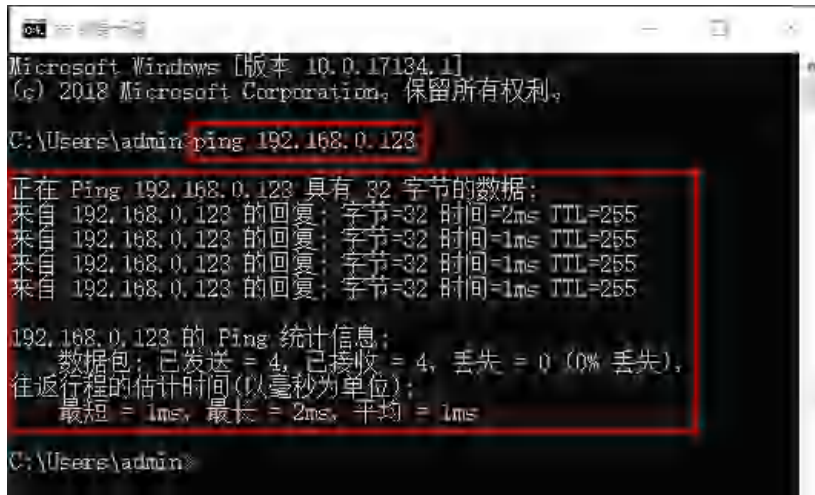 Microsoft Windows [版本 10.0.17134.1]
(c) 2018 Microsoft Corporation。保留所有权利。
C:\Users\admin>ping 192.168.0.123
正在 Ping 192.168.0.123 具有 32 字节的数据:
来自 192.168.0.123 的回复: 字节=32 时间=2ms TTL=255
来自 192.168.0.123 的回复: 字节=32 时间=1ms TTL=255
来自 192.168.0.123 的回复: 字节=32 时间=1ms TTL=255
来自 192.168.0.123 的回复: 字节=32 时间=1ms TTL=255
192.168.0.123 的 Ping 统计信息:
数据包: 已发送 = 4, 已接收 = 4, 丢失 = 0 (0% 丢失),
往返行程的估计时间(以毫秒为单位):
最短 = 1ms, 最长 = 2ms, 平均 = 1ms
C:\Users\admin>